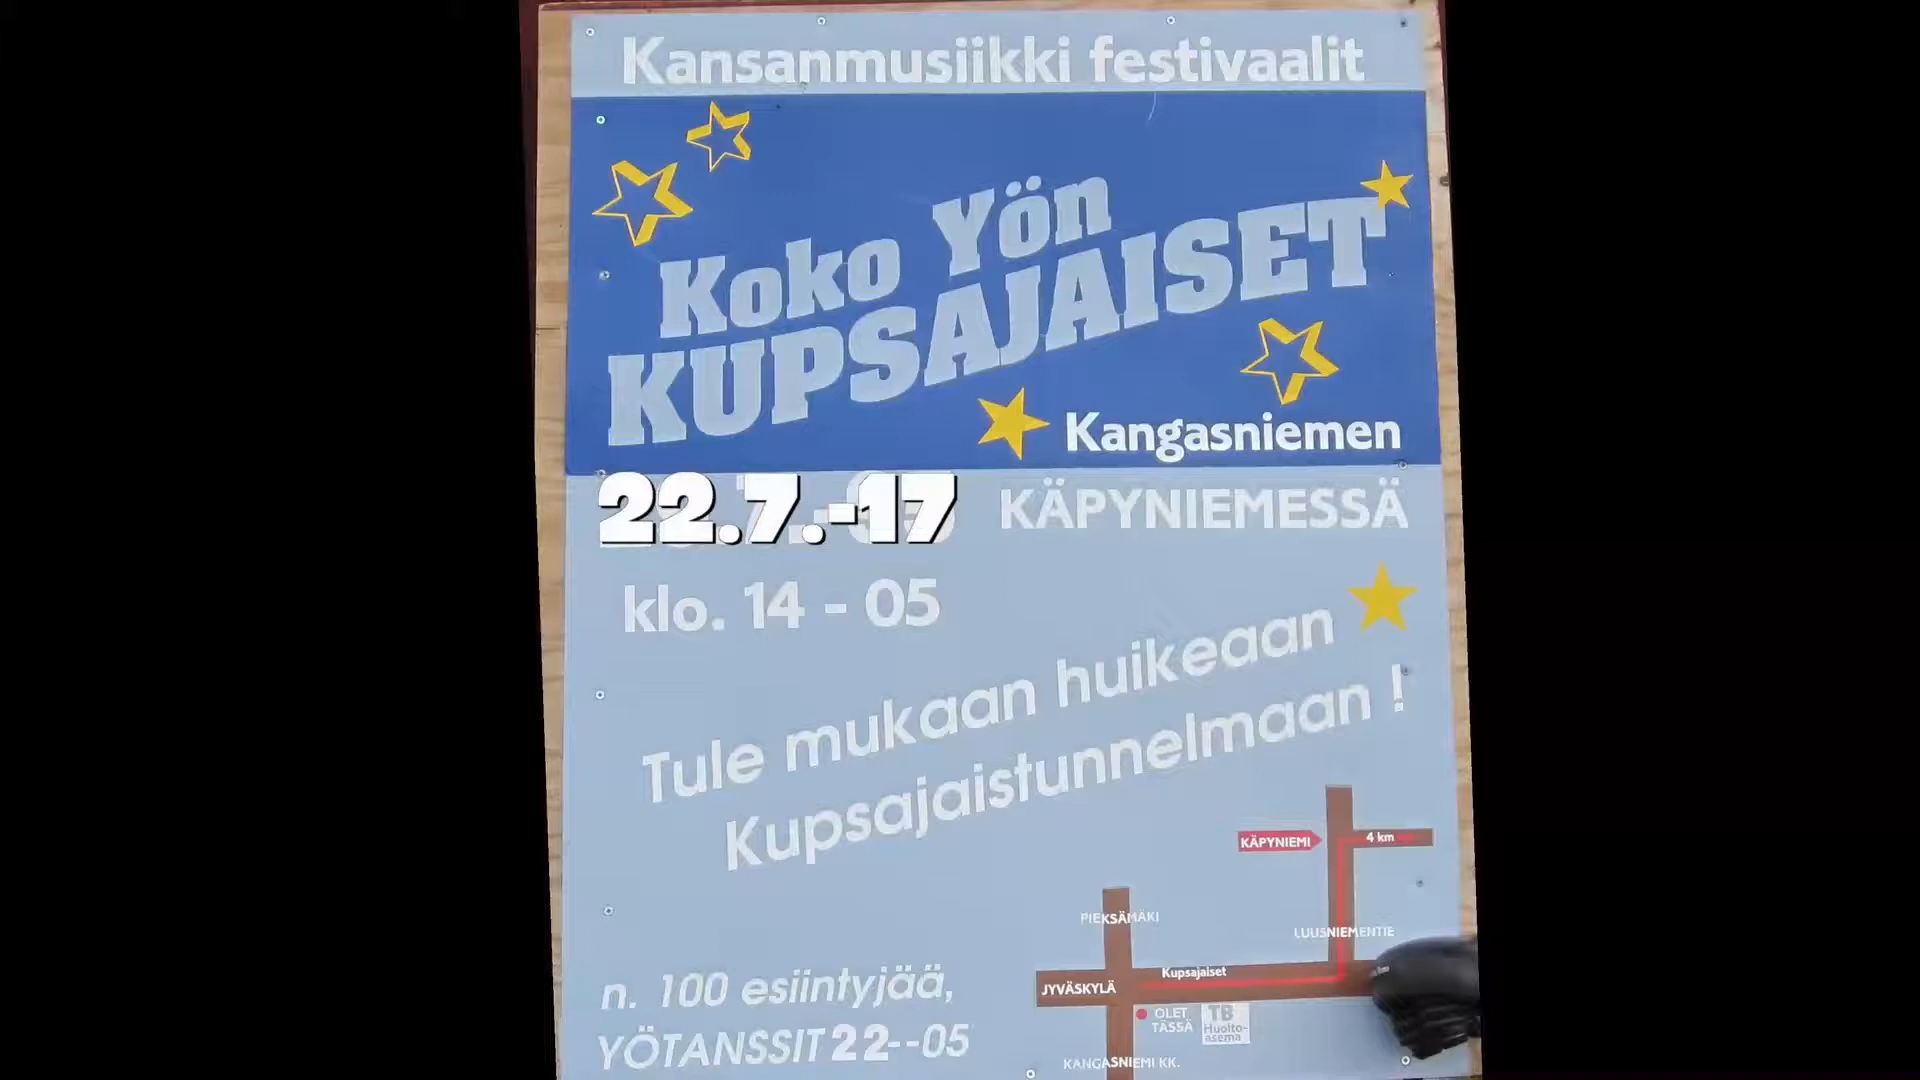 Kansanmusiikki festivaalit
Koko Yön
KUPSAJAISET
Kangasniemen
22.7.-17 KÄPYNIEMESSÄ
klo. 14 - 05
Tule mukaan huikeaan
Kupsajaistunnelmaan !
KÄPYNIEMI
4 km
PIEKSÄMÄKI
LUUSNIEMENTIE
Kupsajaiset
JYVÄSKYLÄ
OLET
TÄSSÄ
TB
Huolto-
asema
KANGASNIEMI KK.
n. 100 esiintyjää,
YÖTANSSIT 22--05